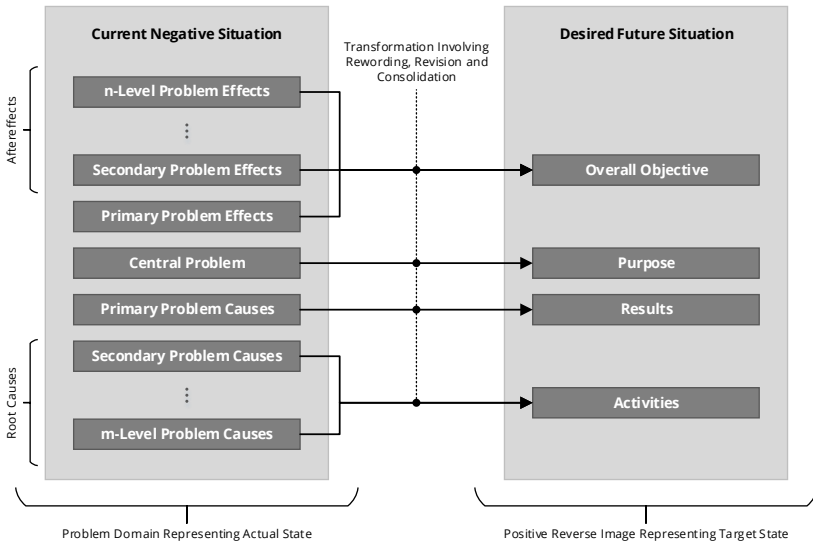 Current Negative Situation
Aftereffects
n-Level Problem Effects
Secondary Problem Effects
Primary Problem Effects
Central Problem
Primary Problem Causes
Root Causes
Secondary Problem Causes
m-Level Problem Causes
Problem Domain Representing Actual State
Transformation Involving
Rewording, Revision and
Consolidation
Desired Future Situation
Overall Objective
Purpose
Results
Activities
Positive Reverse Image Representing Target State